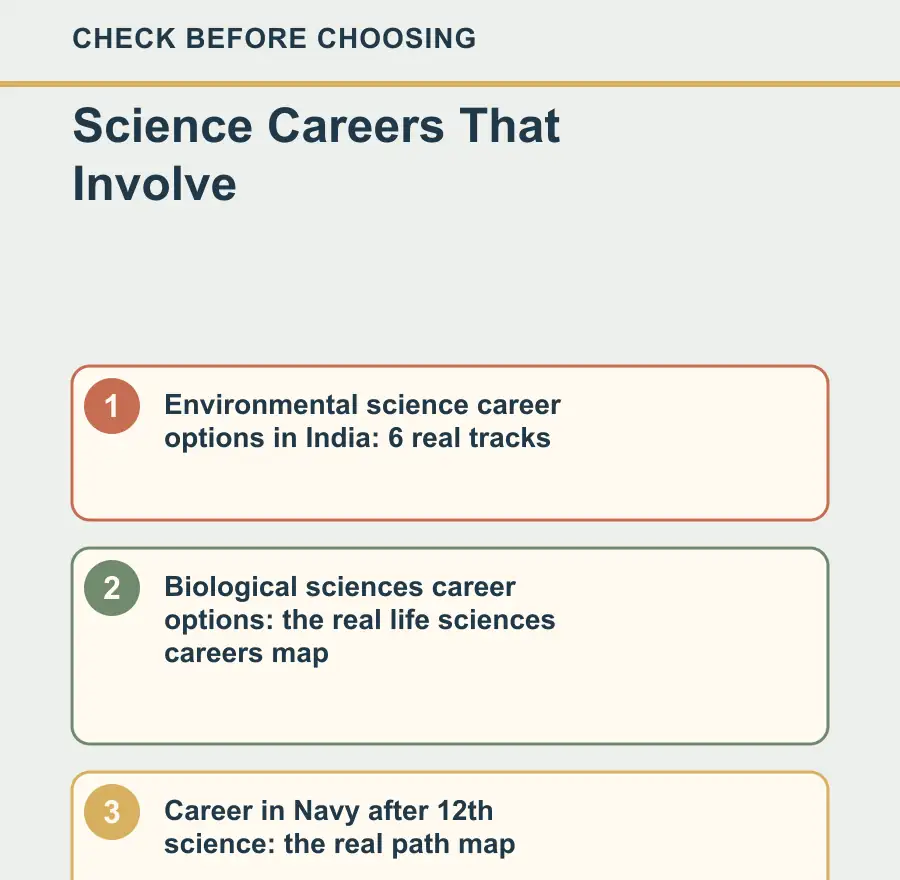 CHECK BEFORE CHOOSING
Science Careers That
Involve
1
Environmental science career
options in India: 6 real tracks
2
Biological sciences career
options: the real life sciences
careers map
3
Career in Navy after 12th
science: the real path map